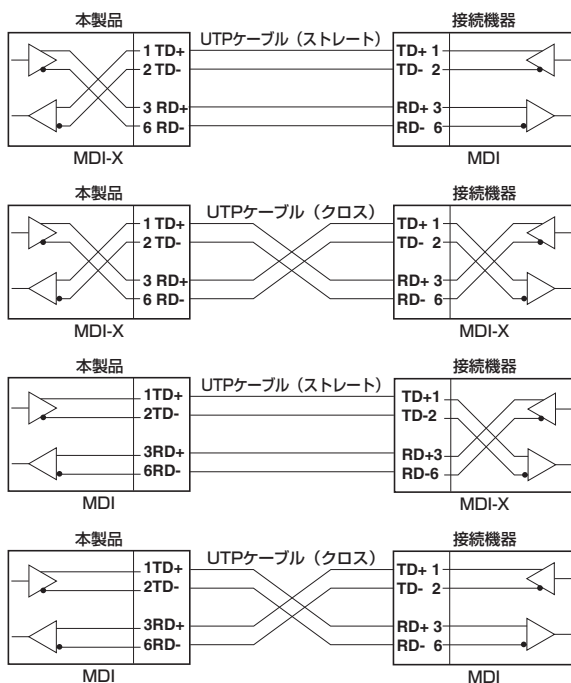 本製品
接続機器
UTPケーブル（ストレート）
1 TD+
TD+ 1
2 TD-
TD- 2
3 RD+
RD+ 3
6 RD-
RD- 6
MDI-X
MDI
本製品
接続機器
UTPケーブル（クロス）
1 TD+
TD+ 1
2 TD-
TD- 2
3 RD+
RD+ 3
6 RD-
RD- 6
MDI-X
MDI-X
本製品
接続機器
UTPケーブル（ストレート）
1TD+
TD+1
2TD-
TD-2
3RD+
RD+3
6RD-
RD-6
MDI
MDI-X
本製品
接続機器
UTPケーブル（クロス）
1TD+
TD+ 1
2TD-
TD- 2
3RD+
RD+ 3
6RD-
RD- 6
MDI
MDI